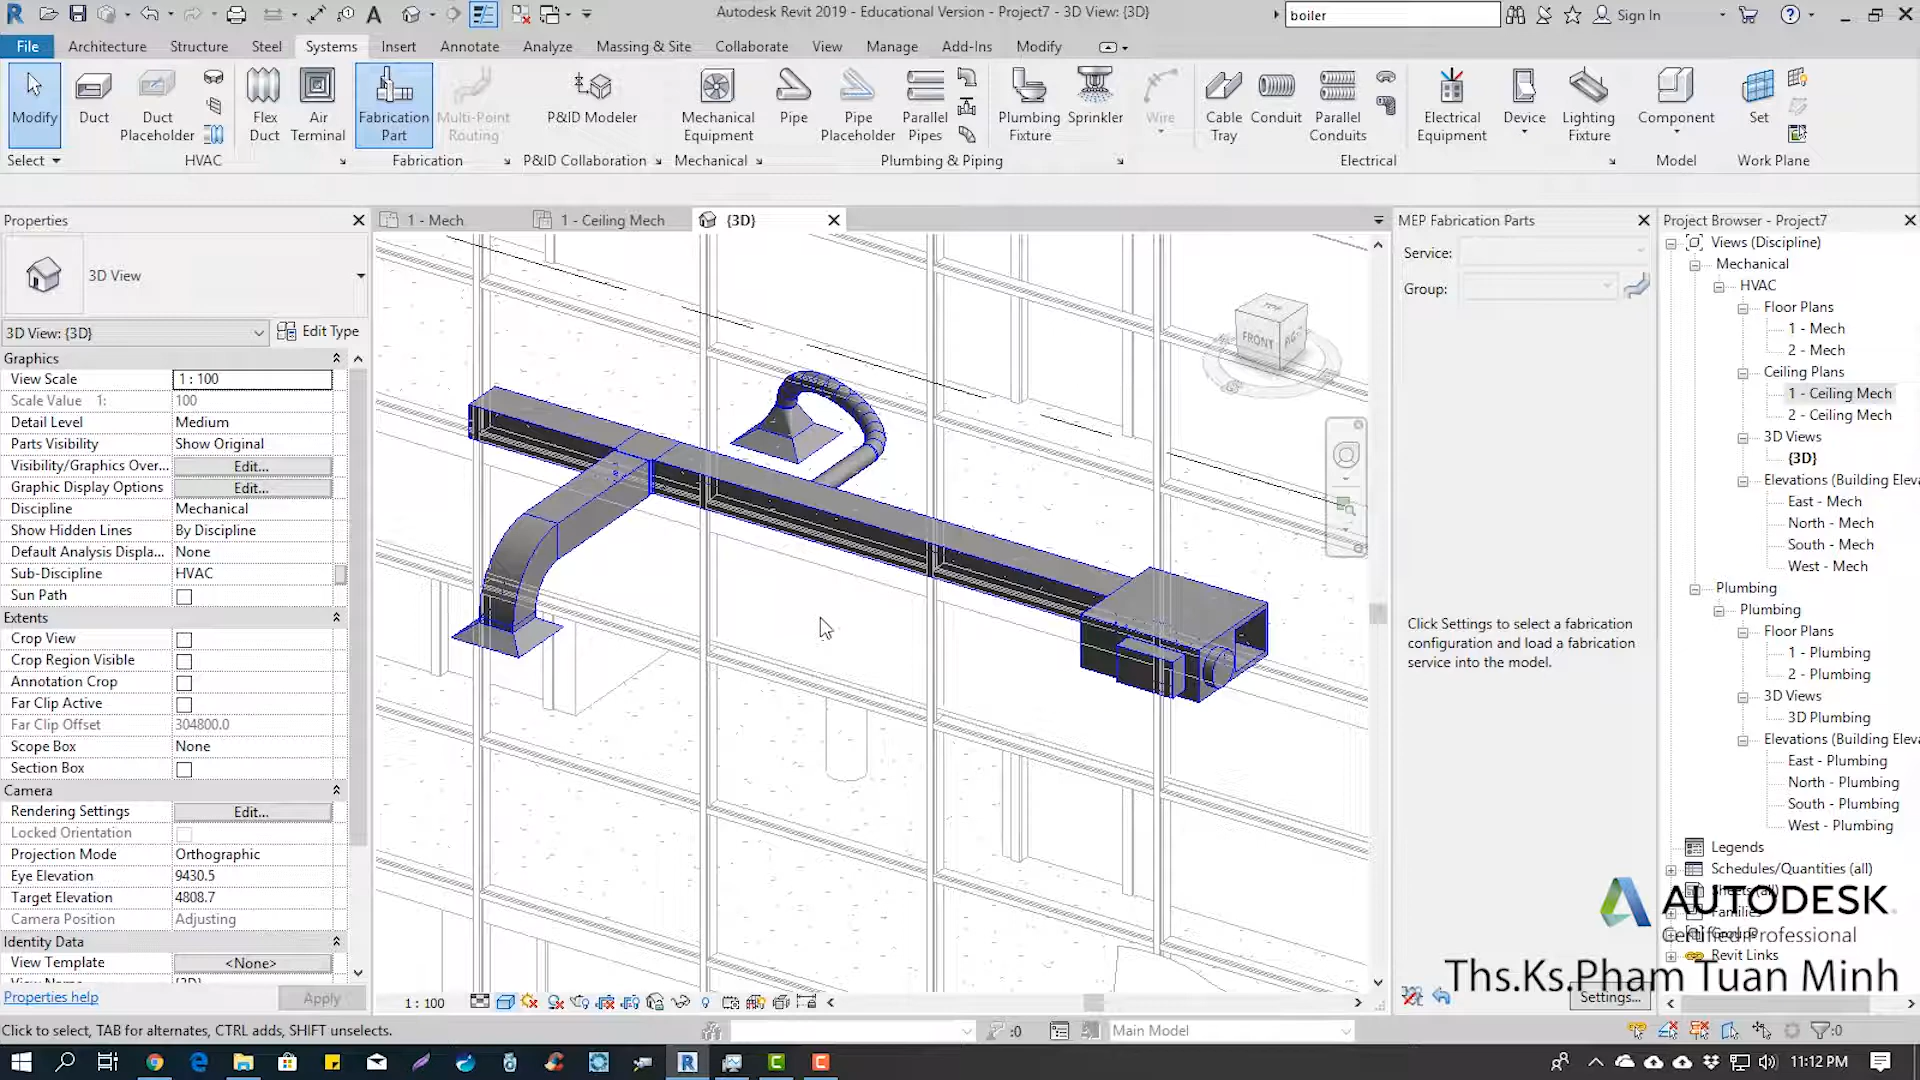 Autodesk Revit 2019 - Educational Version - Project7 - 3D View: {3D}
boiler
Sign In
File
Architecture
Structure
Steel
Systems
Insert
Annotate
Analyze
Massing & Site
Collaborate
View
Manage
Add-Ins
Modify
Modify
Duct
Duct Placeholder
Flex Duct
Air Terminal
Fabrication Part
Multi-Point Routing
P&ID Modeler
Mechanical Equipment
Pipe
Pipe Placeholder
Parallel Pipes
Plumbing Fixture
Sprinkler
Wire
Cable Tray
Conduit
Parallel Conduits
Electrical Equipment
Device
Lighting Fixture
Component
Set
Select
HVAC
Fabrication
P&ID Collaboration
Mechanical
Plumbing & Piping
Electrical
Model
Work Plane
Properties
3D View
3D View: {3D}
Edit Type
Graphics
View Scale 1 : 100
Scale Value 1: 100
Detail Level Medium
Parts Visibility Show Original
Visibility/Graphics Over... Edit...
Graphic Display Options Edit...
Discipline Mechanical
Show Hidden Lines By Discipline
Default Analysis Displa... None
Sub-Discipline HVAC
Sun Path
Extents
Crop View
Crop Region Visible
Annotation Crop
Far Clip Active
Far Clip Offset 304800.0
Scope Box None
Section Box
Camera
Rendering Settings Edit...
Locked Orientation
Projection Mode Orthographic
Eye Elevation 9430.5
Target Elevation 4808.7
Camera Position Adjusting
Identity Data
View Template <None>
Properties help
Apply
1 - Mech
1 - Ceiling Mech
{3D}
FRONT
1 : 100
MEP Fabrication Parts
Service:
Group:
Click Settings to select a fabrication
configuration and load a fabrication
service into the model.
Settings...
Project Browser - Project7
Views (Discipline)
Mechanical
HVAC
Floor Plans
1 - Mech
2 - Mech
Ceiling Plans
1 - Ceiling Mech
2 - Ceiling Mech
3D Views
{3D}
Elevations (Building Eleva
East - Mech
North - Mech
South - Mech
West - Mech
Plumbing
Plumbing
Floor Plans
1 - Plumbing
2 - Plumbing
3D Views
3D Plumbing
Elevations (Building Eleva
East - Plumbing
North - Plumbing
South - Plumbing
West - Plumbing
Legends
Schedules/Quantities (all)
Sheets (all)
Families
Groups
Revit Links
AUTODESK
Certified Professional
Ths.Ks.Pham Tuan Minh
Click to select, TAB for alternates, CTRL adds, SHIFT unselects.
:0
Main Model
:0
11:12 PM